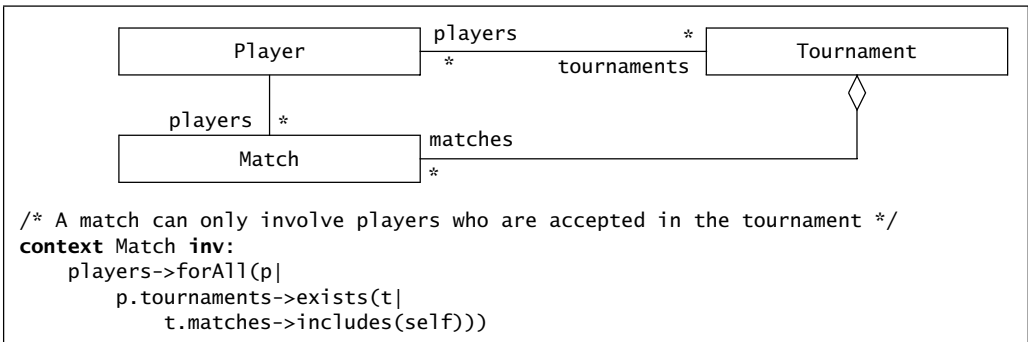 players *
Player Tournament
* tournaments
players *
matches
Match
*
/* A match can only involve players who are accepted in the tournament */
context Match inv:
players->forAll(p|
p.tournaments->exists(t|
t.matches->includes(self)))